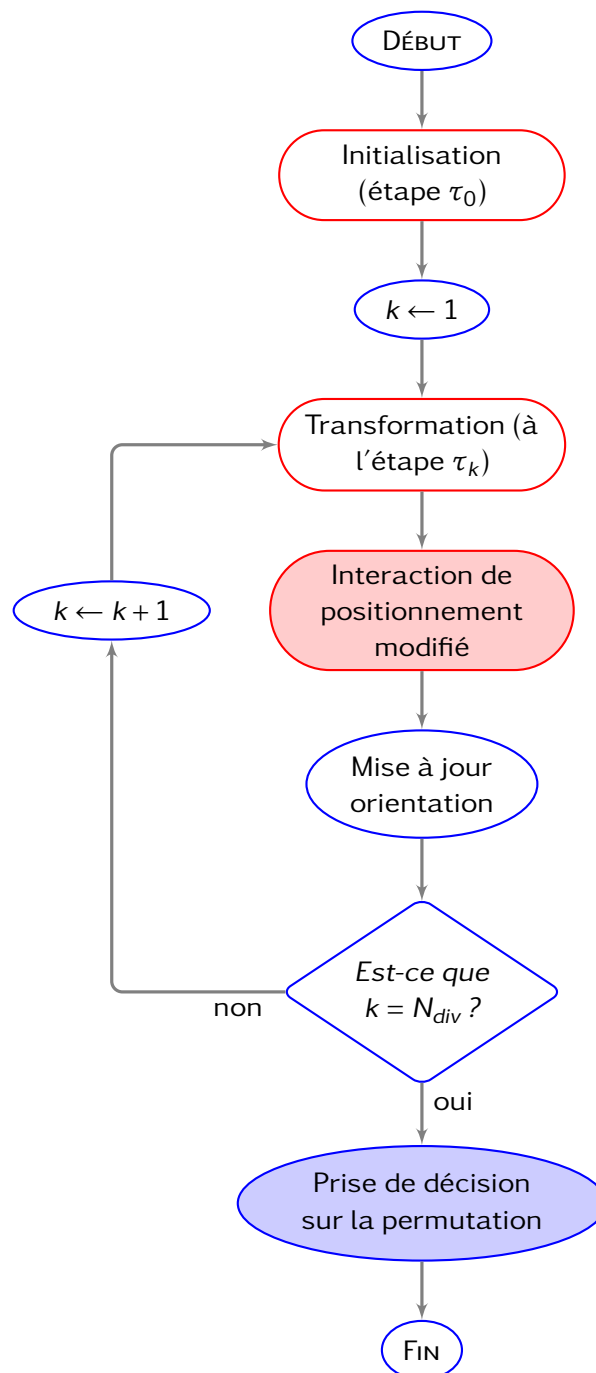 DÉBUT
Initialisation
(étape τ₀)
k ← 1
Transformation (à
l'étape τₖ)
Interaction de
positionnement
modifié
k ← k + 1
Mise à jour
orientation
Est-ce que
k = N_div ?
non
oui
Prise de décision
sur la permutation
FIN